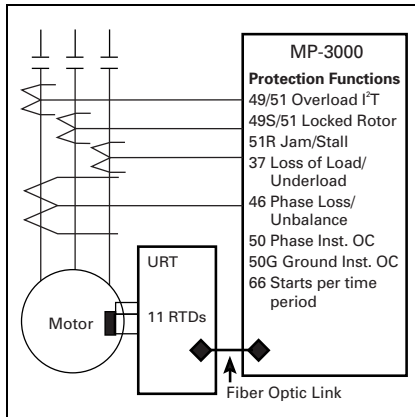 MP-3000
Protection Functions
49/51 Overload I²T
49S/51 Locked Rotor
51R Jam/Stall
37 Loss of Load/
Underload
46 Phase Loss/
Unbalance
50 Phase Inst. OC
50G Ground Inst. OC
66 Starts per time
period
URT
11 RTDs
Motor
Fiber Optic Link